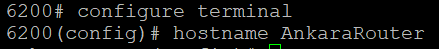 6200# configure terminal
6200(config)# hostname AnkaraRouter